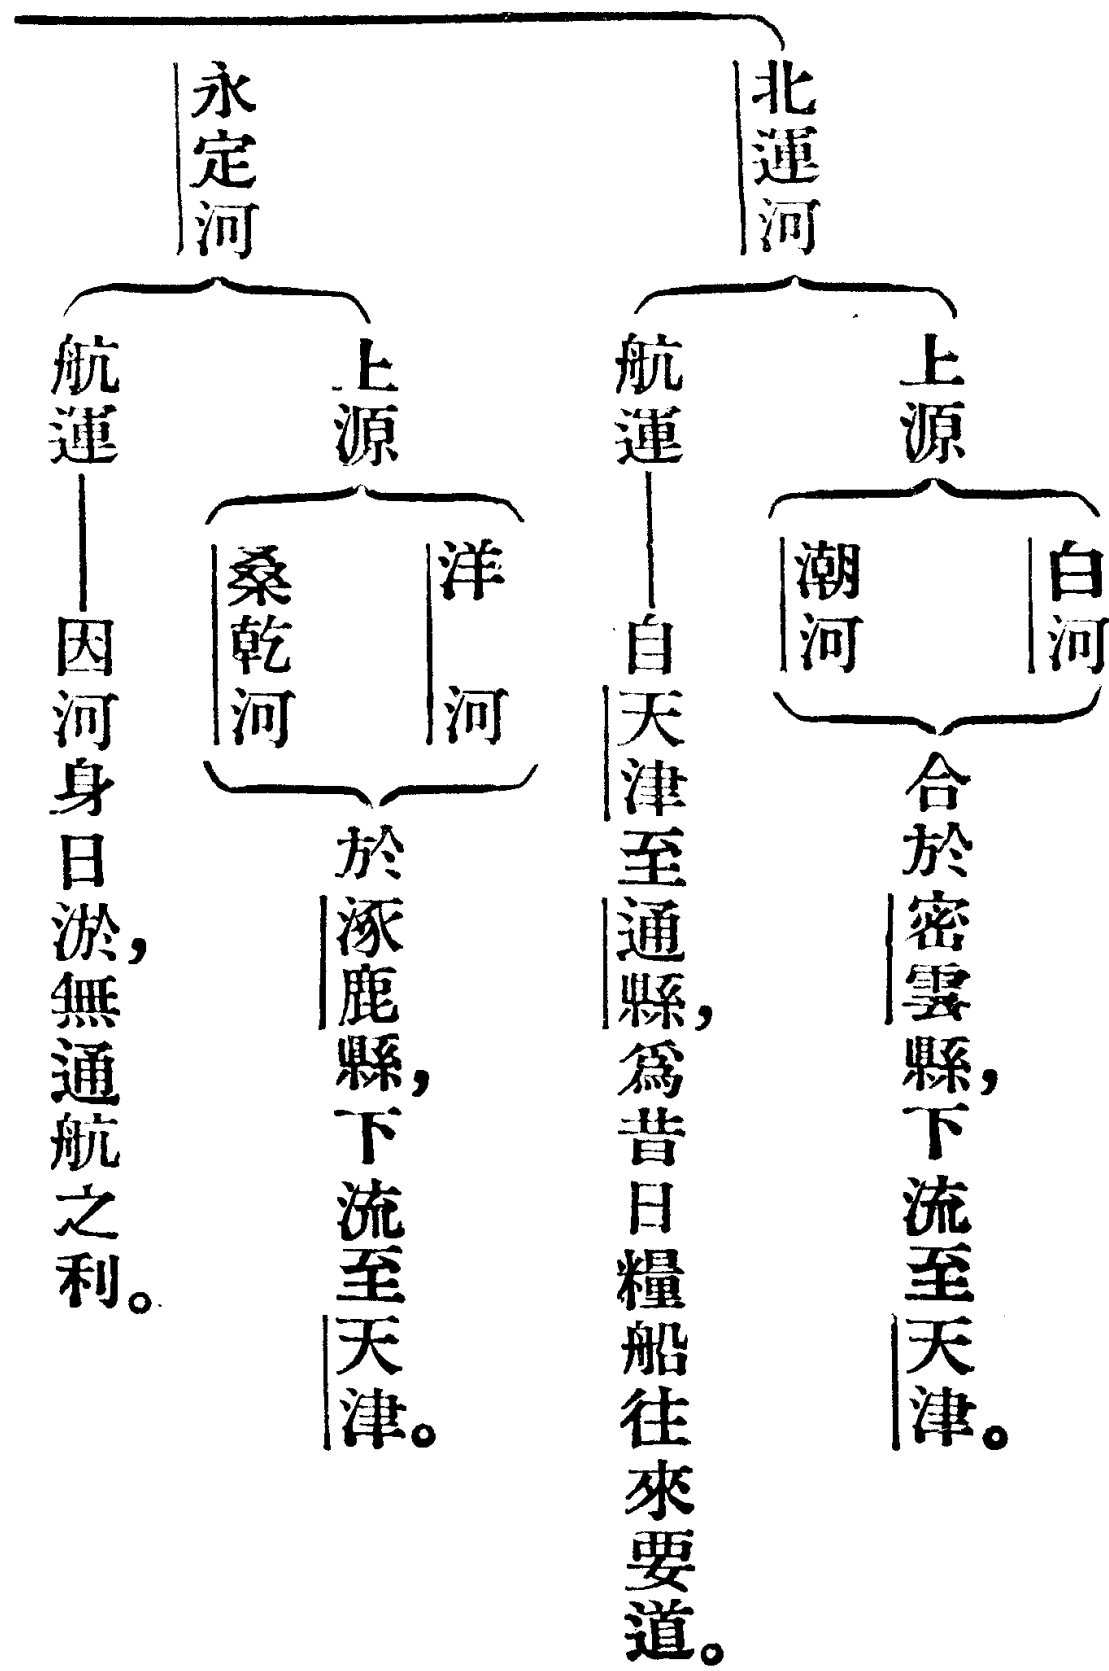 北運河
上源
白河
潮河
合於密雲縣，下流至天津。
航運
自天津至通縣，爲昔日糧船往來要道。
永定河
上源
洋河
桑乾河
於涿鹿縣，下流至天津。
航運
因河身日淤，無通航之利。